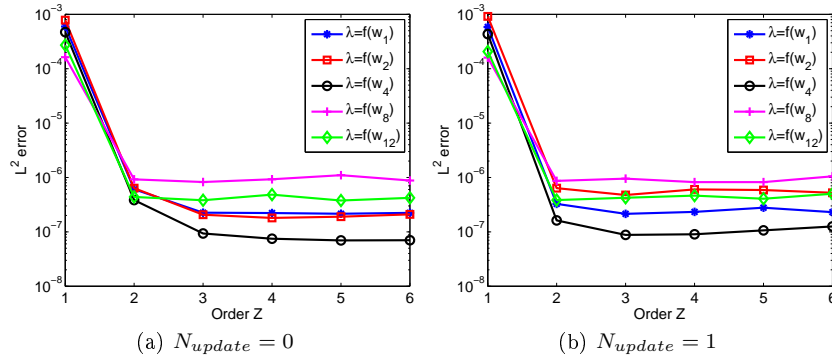 10^-3
10^-4
10^-5
10^-6
10^-7
10^-8
L^2 error
1 2 3 4 5 6
Order Z
λ=f(w_1)
λ=f(w_2)
λ=f(w_4)
λ=f(w_8)
λ=f(w_12)
(a) N_update = 0
10^-3
10^-4
10^-5
10^-6
10^-7
10^-8
L^2 error
1 2 3 4 5 6
Order Z
λ=f(w_1)
λ=f(w_2)
λ=f(w_4)
λ=f(w_8)
λ=f(w_12)
(b) N_update = 1